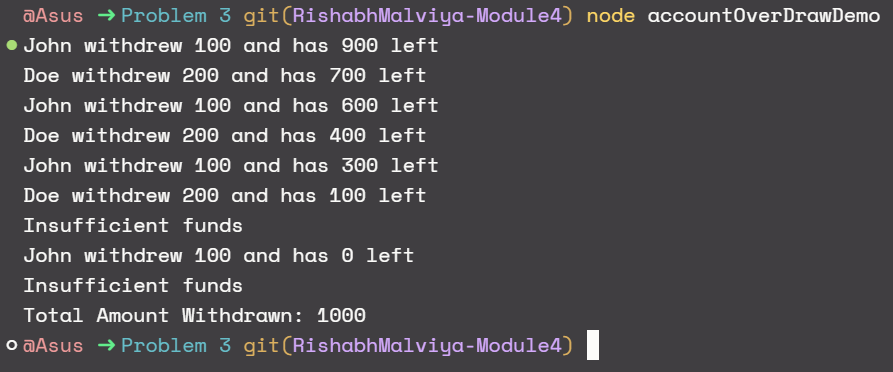 @Asus ➜ Problem 3 git(RishabhMalviya-Module4) node accountOverDrawDemo
John withdrew 100 and has 900 left
Doe withdrew 200 and has 700 left
John withdrew 100 and has 600 left
Doe withdrew 200 and has 400 left
John withdrew 100 and has 300 left
Doe withdrew 200 and has 100 left
Insufficient funds
John withdrew 100 and has 0 left
Insufficient funds
Total Amount Withdrawn: 1000
@Asus ➜ Problem 3 git(RishabhMalviya-Module4)